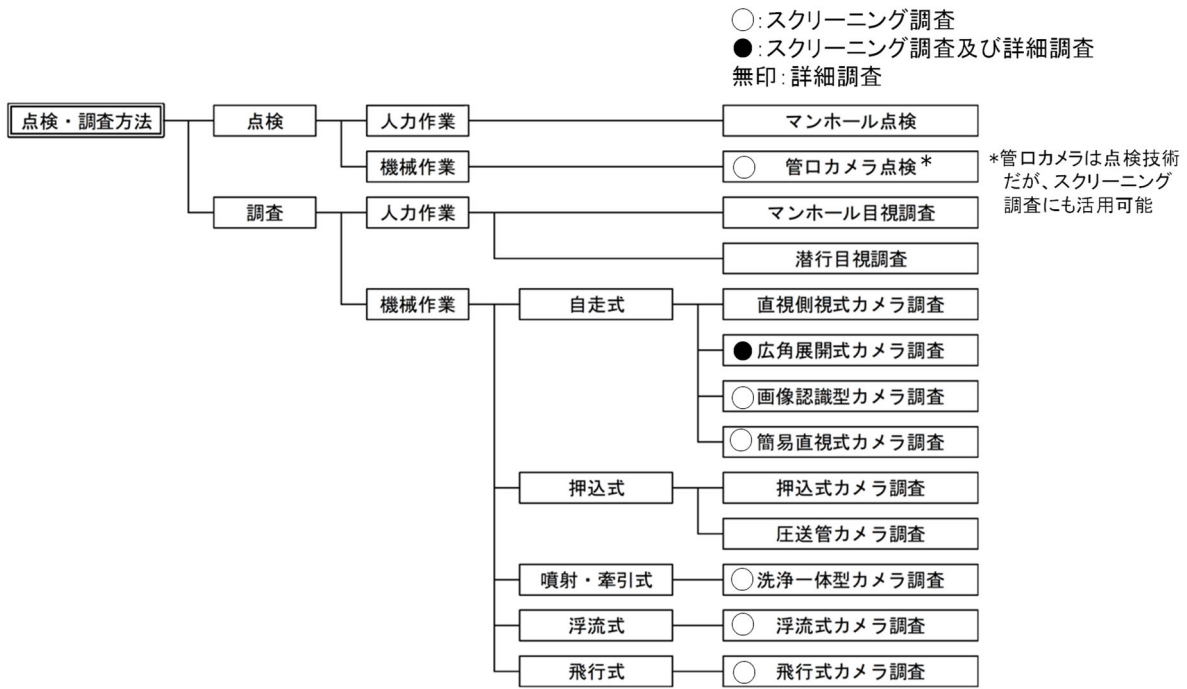 ○:スクリーニング調査
●:スクリーニング調査及び詳細調査
無印:詳細調査
点検・調査方法
点検
人力作業
マンホール点検
機械作業
○ 管口カメラ点検*
*管口カメラは点検技術
だが、スクリーニング
調査にも活用可能
調査
人力作業
マンホール目視調査
潜行目視調査
機械作業
自走式
直視側視式カメラ調査
●広角展開式カメラ調査
○画像認識型カメラ調査
○簡易直視式カメラ調査
押込式
押込式カメラ調査
圧送管カメラ調査
噴射・牽引式
○洗浄一体型カメラ調査
浮流式
○ 浮流式カメラ調査
飛行式
○ 飛行式カメラ調査